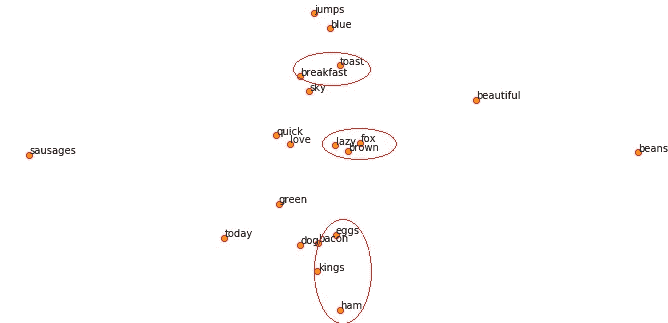 jumps
blue
toast
breakfast
sky
beautiful
quick
love
lazy
fox
brown
sausages
beans
green
today
eggs
dog
bacon
kings
ham